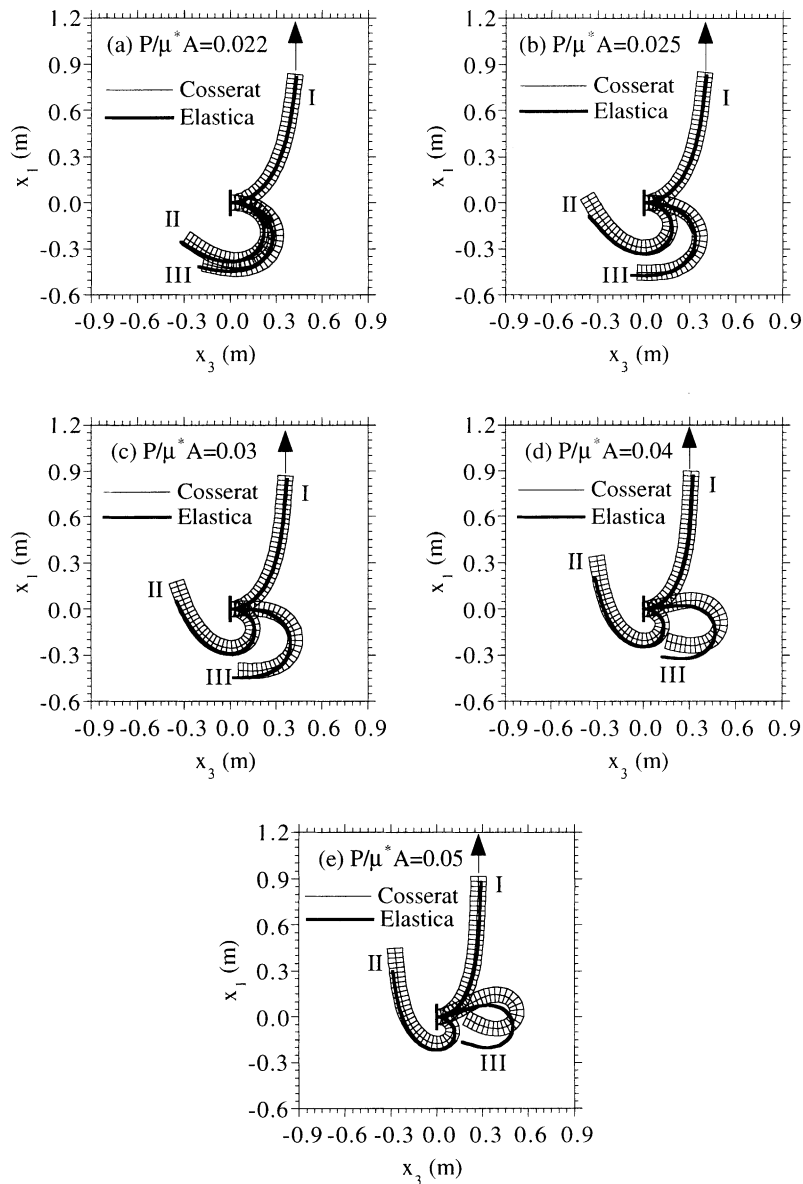 1.2
(a) P/μ*A=0.022
0.9
Cosserat
Elastica
I
0.6
x1 (m)
0.3
0.0
II
-0.3
III
-0.6
-0.9 -0.6 -0.3 0.0 0.3 0.6 0.9
x3 (m)
1.2
(b) P/μ*A=0.025
0.9
Cosserat
Elastica
I
0.6
x1 (m)
0.3
0.0
II
-0.3
III
-0.6
-0.9 -0.6 -0.3 0.0 0.3 0.6 0.9
x3 (m)
1.2
(c) P/μ*A=0.03
0.9
Cosserat
I
Elastica
0.6
x1 (m)
0.3
II
0.0
-0.3
III
-0.6
-0.9 -0.6 -0.3 0.0 0.3 0.6 0.9
x3 (m)
1.2
(d) P/μ*A=0.04
0.9
Cosserat
I
Elastica
0.6
x1 (m)
0.3
II
0.0
-0.3
III
-0.6
-0.9 -0.6 -0.3 0.0 0.3 0.6 0.9
x3 (m)
1.2
(e) P/μ*A=0.05
0.9
I
Cosserat
Elastica
0.6
x1 (m)
II
0.3
0.0
-0.3
III
-0.6
-0.9 -0.6 -0.3 0.0 0.3 0.6 0.9
x3 (m)